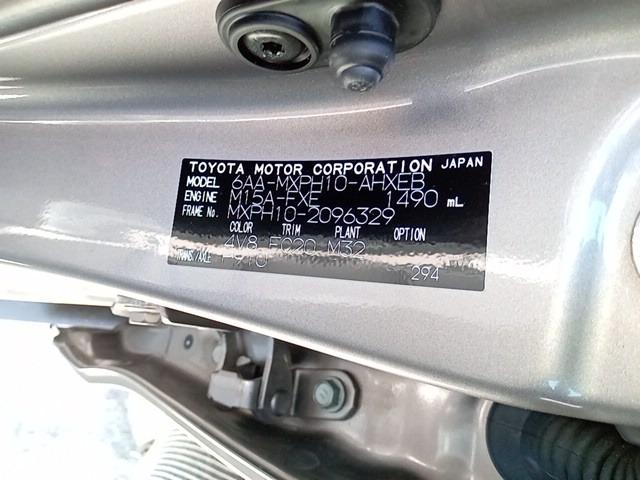 TOYOTA MOTOR CORPORATION JAPAN
MODEL 6AA-MXPH10-AHXEB
ENGINE M15A-FXE 1490 mL
FRAME No. MXPH10-2096329
COLOR TRIM PLANT OPTION
4V8 FC20 M32
TRANS/AXLE 294